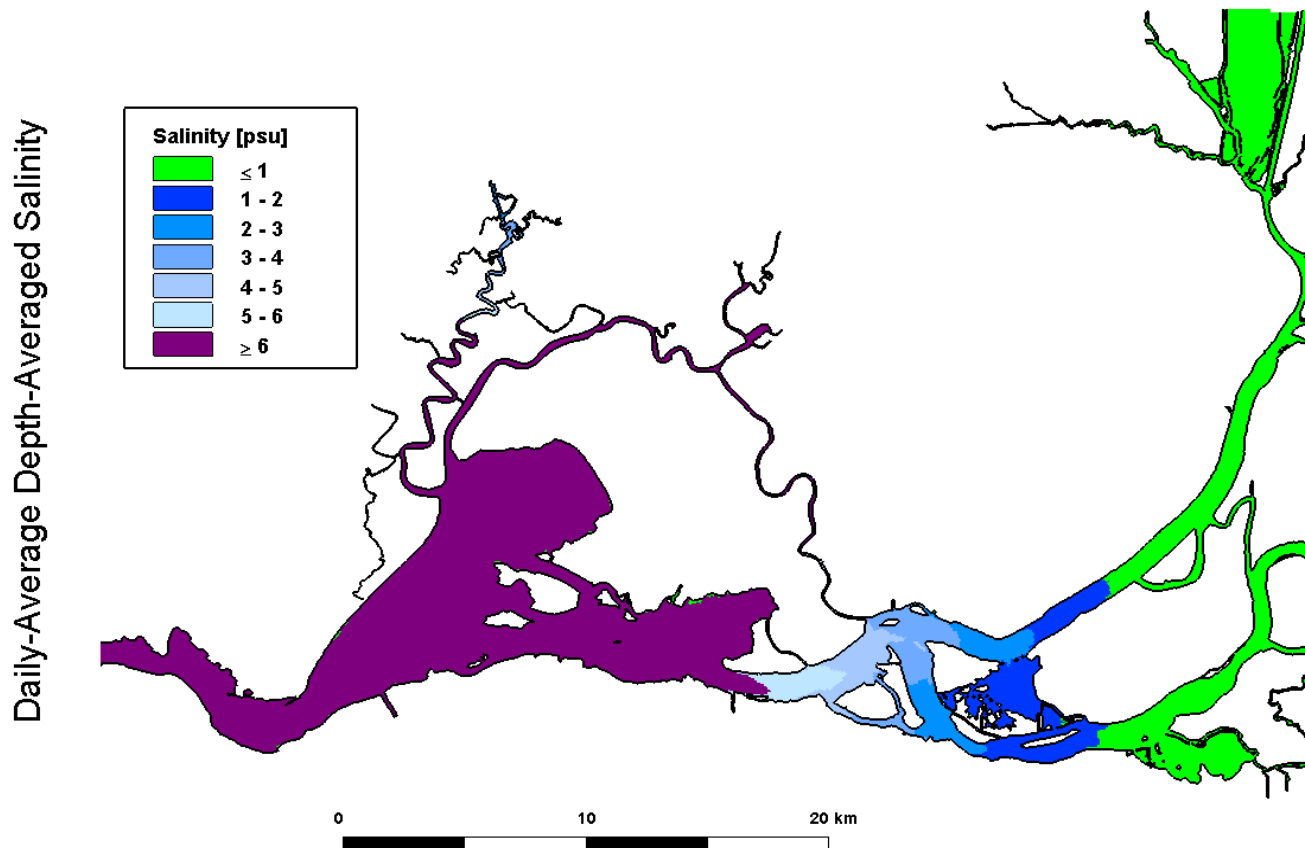 Daily-Average Depth-Averaged Salinity
Salinity [psu]
≤ 1
1 - 2
2 - 3
3 - 4
4 - 5
5 - 6
≥ 6
0 10 20 km